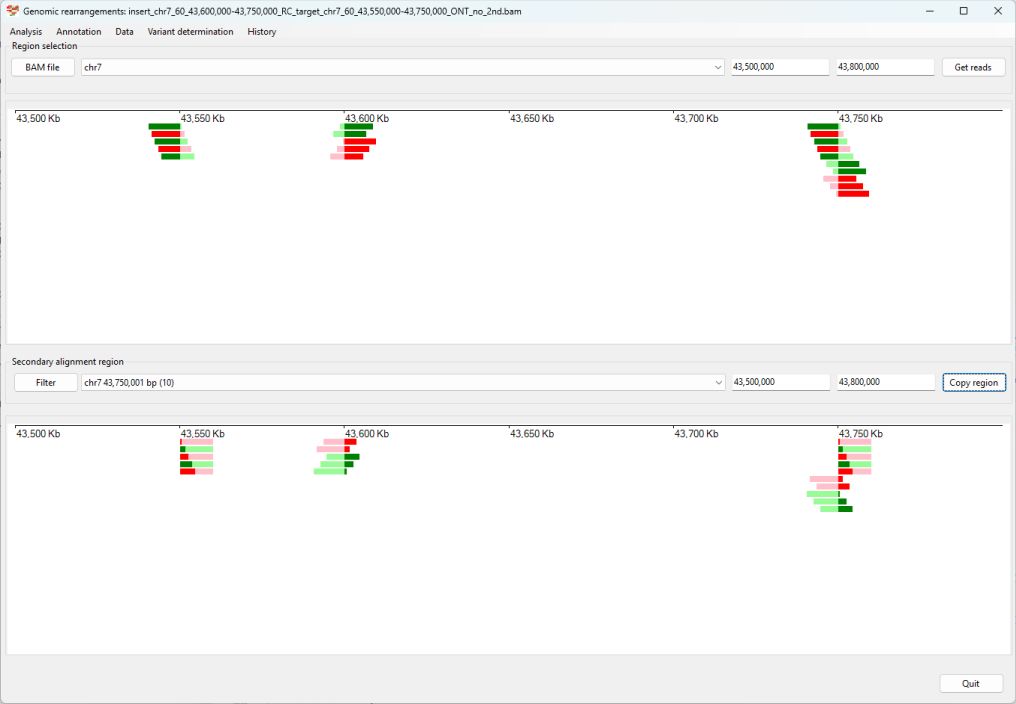 Genomic rearrangements: insert_chr7_60_43,600,000-43,750,000_RC_target_chr7_60_43,550,000-43,750,000_ONT_no_2nd.bam
Analysis Annotation Data Variant determination History
Region selection
BAM file chr7 43,500,000 43,800,000 Get reads
43,500 Kb 43,550 Kb 43,600 Kb 43,650 Kb 43,700 Kb 43,750 Kb
Secondary alignment region
Filter chr7 43,750,001 bp (10) 43,500,000 43,800,000 Copy region
43,500 Kb 43,550 Kb 43,600 Kb 43,650 Kb 43,700 Kb 43,750 Kb
Quit